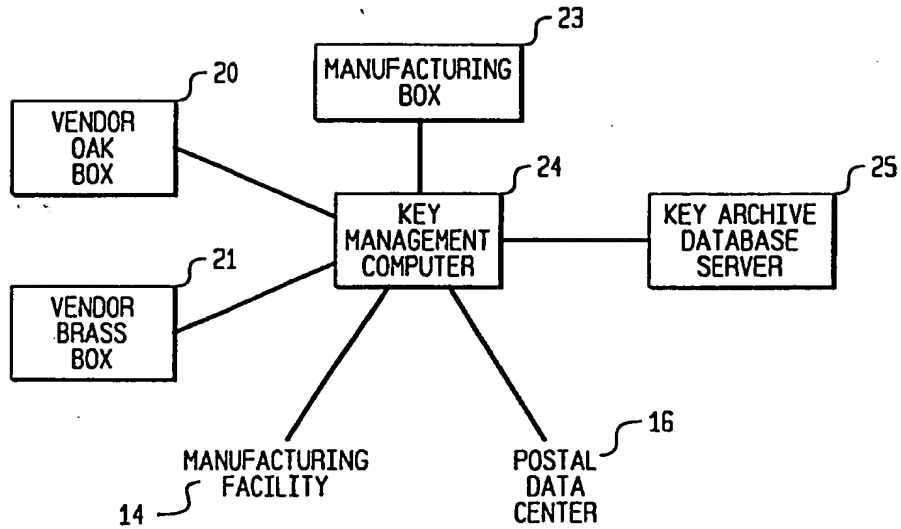 23
MANUFACTURING
BOX
20
VENDOR
OAK
BOX
24
KEY
MANAGEMENT
COMPUTER
25
KEY ARCHIVE
DATABASE
SERVER
21
VENDOR
BRASS
BOX
MANUFACTURING
FACILITY
14
16
POSTAL
DATA
CENTER